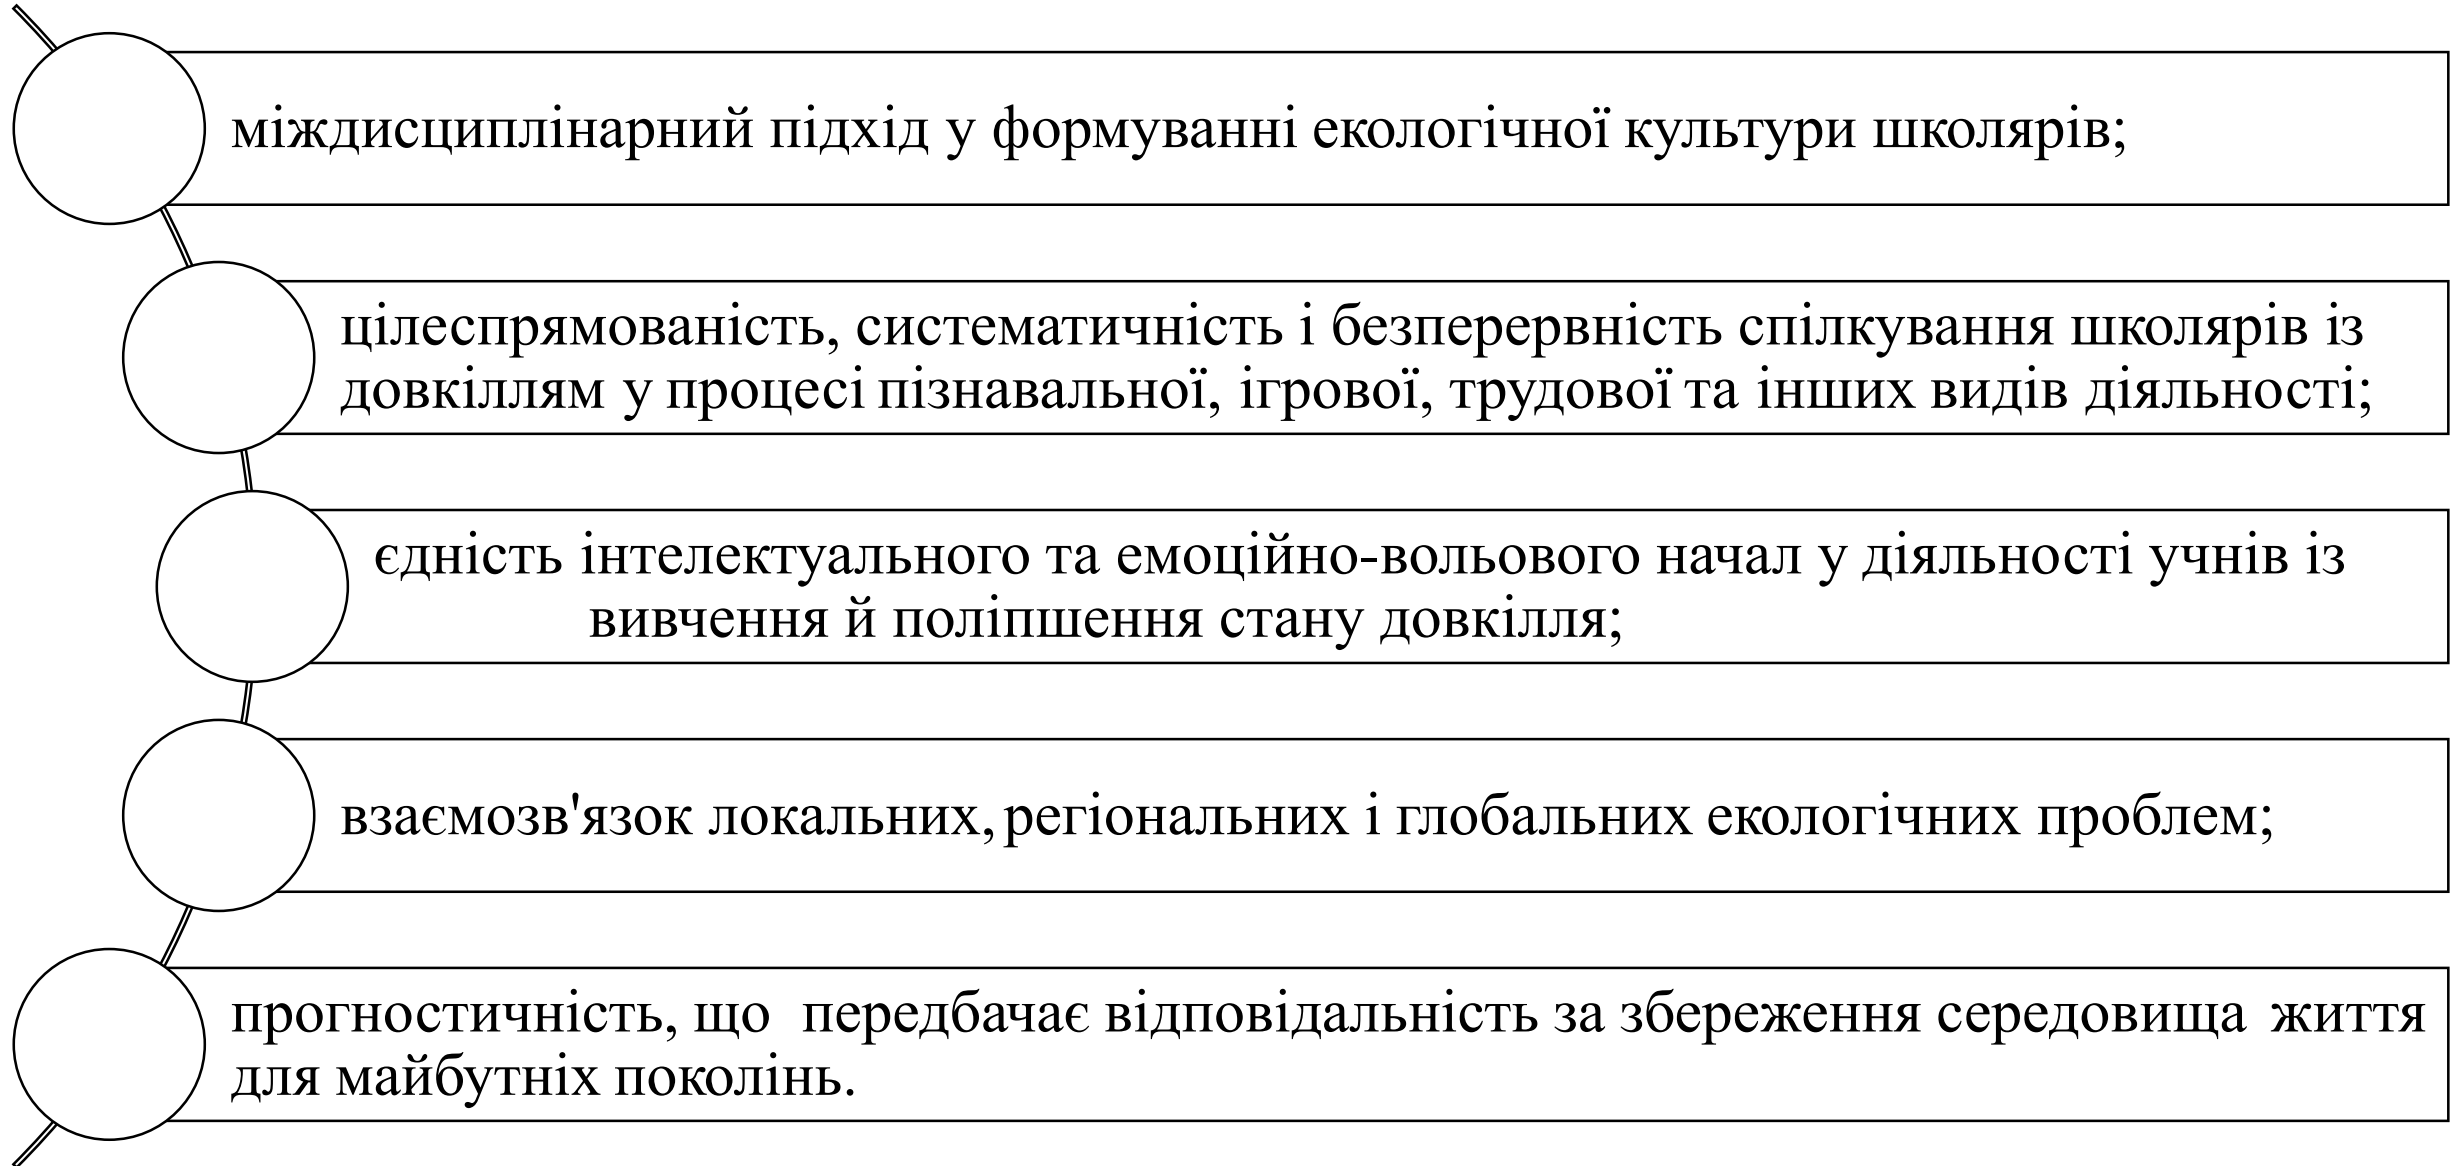 міждисциплінарний підхід у формуванні екологічної культури школярів;
цілеспрямованість, систематичність і безперервність спілкування школярів із
довкіллям у процесі пізнавальної, ігрової, трудової та інших видів діяльності;
єдність інтелектуального та емоційно-вольового начал у діяльності учнів із
вивчення й поліпшення стану довкілля;
взаємозв'язок локальних, регіональних і глобальних екологічних проблем;
прогностичність, що передбачає відповідальність за збереження середовища життя
для майбутніх поколінь.